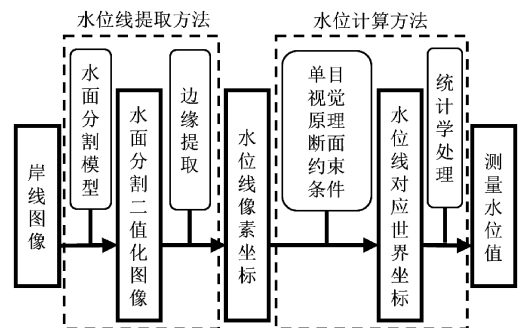 水位线提取方法
水位计算方法
岸线图像
水面分割模型
水面分割二值化图像
边缘提取
水位线像素坐标
单目
视觉
原理
断面
约束
条件
水位线对应世界坐标
统计学处理
测量水位值